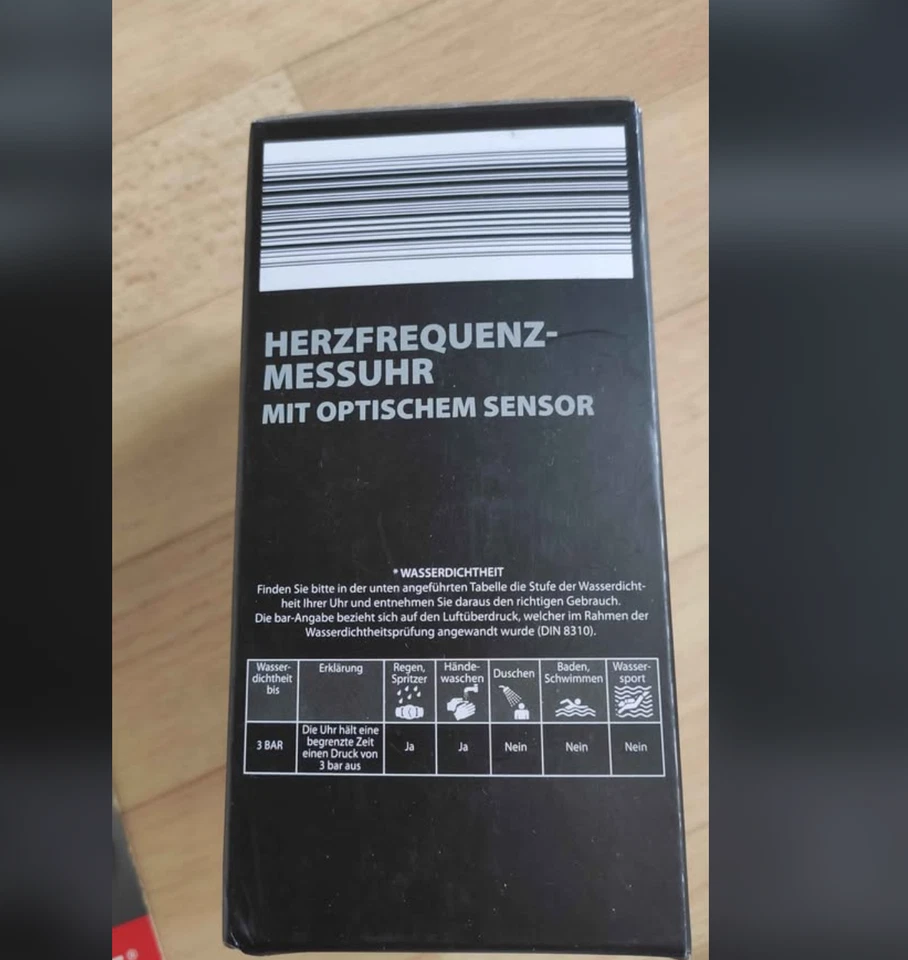 HERZFREQUENZ-
MESSUHR
MIT OPTISCHEM SENSOR
* WASSERDICHTHEIT
Finden Sie bitte in der unten angeführten Tabelle die Stufe der Wasserdicht-
heit Ihrer Uhr und entnehmen Sie daraus den richtigen Gebrauch.
Die bar-Angabe bezieht sich auf den Luftüberdruck, welcher im Rahmen der
Wasserdichtheitsprüfung angewandt wurde (DIN 8310).
Wasser-
dichtheit
bis
Erklärung
Regen,
Spritzer
Hände-
waschen
Duschen
Baden,
Schwimmen
Wasser-
sport
3 BAR
Die Uhr hält eine
begrenzte Zeit
einen Druck von
3 bar aus
Ja
Ja
Nein
Nein
Nein
®